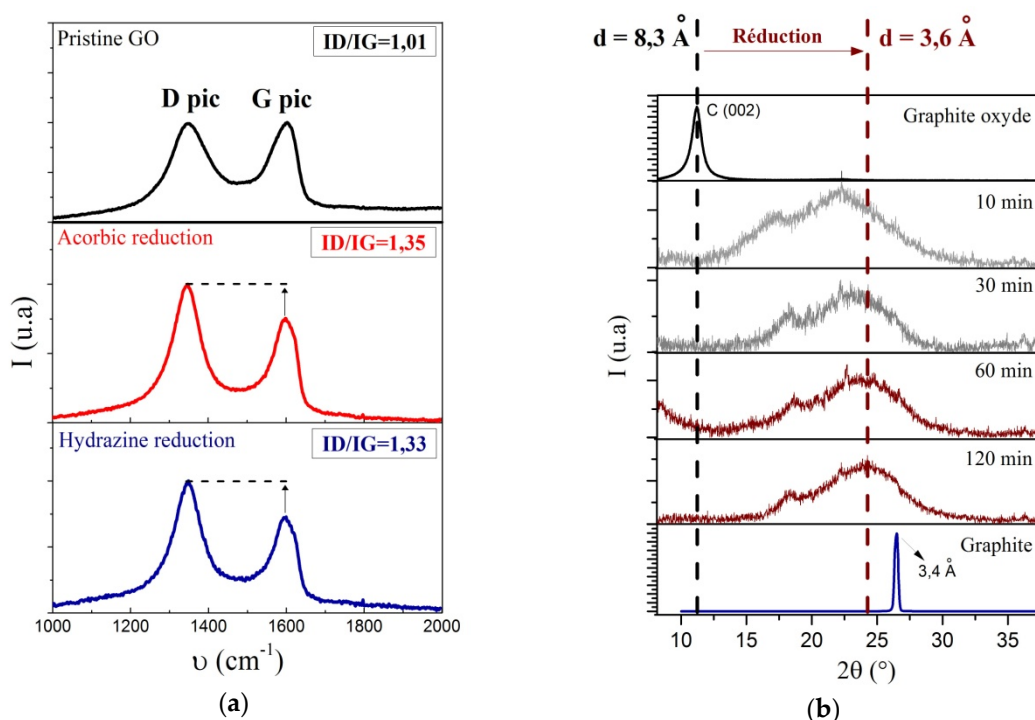 Pristine GO
ID/IG=1,01
D pic
G pic
Acorbic reduction
ID/IG=1,35
Hydrazine reduction
ID/IG=1,33
I (u.a)
1000 1200 1400 1600 1800 2000
υ (cm⁻¹)
(a)
d = 8,3 Å
Réduction
d = 3,6 Å
C (002)
Graphite oxyde
10 min
30 min
60 min
120 min
Graphite
3,4 Å
I (u.a)
10 15 20 25 30 35
2θ (°)
(b)